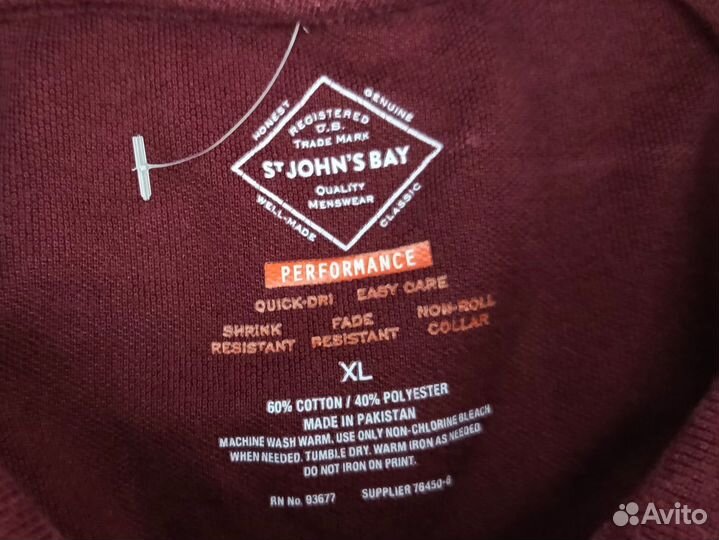 HONEST
GENUINE
REGISTERED
U.S.
TRADE MARK
ST JOHN'S BAY
QUALITY
MENSWEAR
WELL-MADE
CLASSIC
PERFORMANCE
QUICK-DRI EASY CARE
SHRINK RESISTANT
FADE RESISTANT
NON-ROLL COLLAR
XL
60% COTTON / 40% POLYESTER
MADE IN PAKISTAN
MACHINE WASH WARM. USE ONLY NON-CHLORINE BLEACH
WHEN NEEDED. TUMBLE DRY. WARM IRON AS NEEDED
DO NOT IRON ON PRINT.
RN No. 93677 SUPPLIER 76450-6
Avito